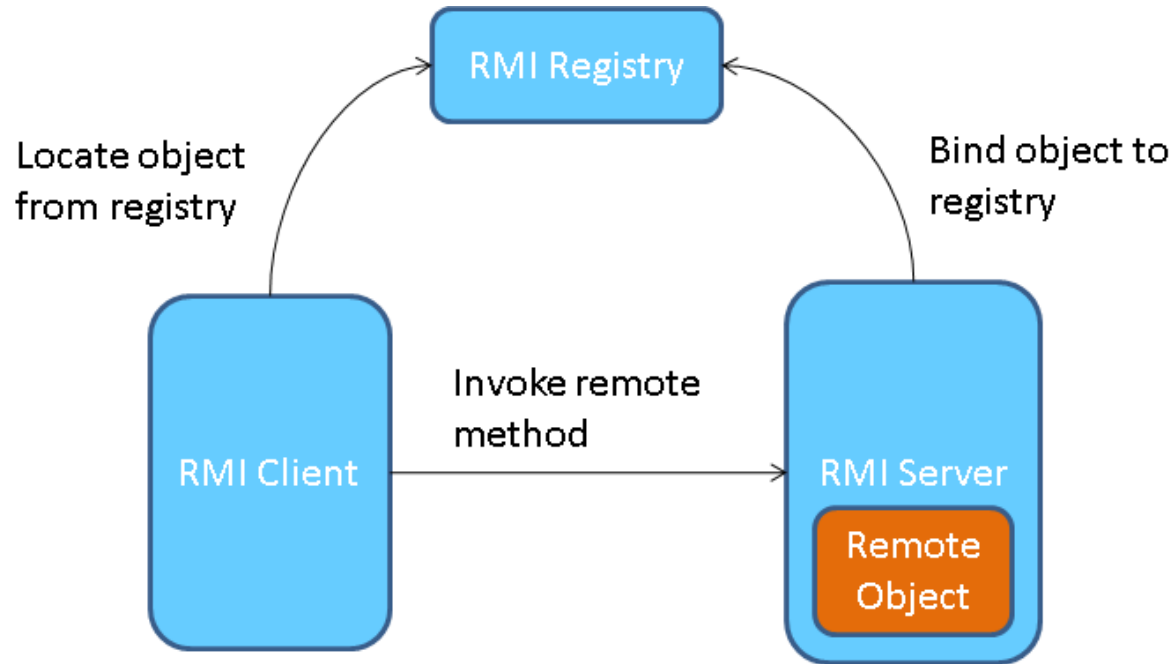 RMI Registry
Locate object
from registry
Bind object to
registry
Invoke remote
method
RMI Client
RMI Server
Remote
Object